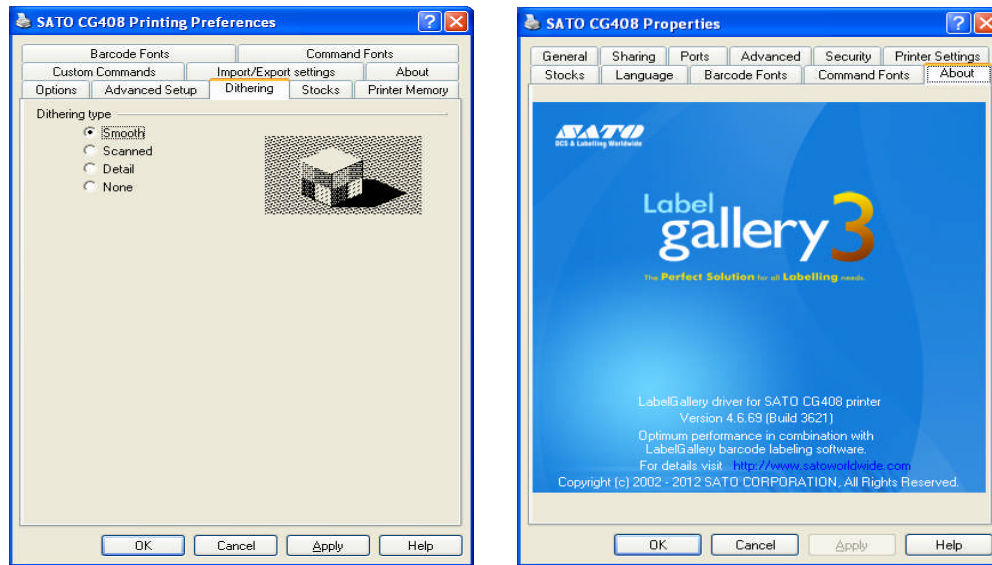 SATO CG408 Printing Preferences
Barcode Fonts Command Fonts
Custom Commands Import/Export settings About
Options Advanced Setup Dithering Stocks Printer Memory
Dithering type
Smooth
Scanned
Detail
None
OK Cancel Apply Help
SATO CG408 Properties
General Sharing Ports Advanced Security Printer Settings
Stocks Language Barcode Fonts Command Fonts About
SATO
DCS & Labelling Worldwide
Label
gallery 3
The Perfect Solution for all Labelling needs.
LabelGallery driver for SATO CG408 printer
Version 4.6.69 (Build 3621)
Optimum performance in combination with
LabelGallery barcode labeling software.
For details visit http://www.satoworldwide.com
Copyright (c) 2002 - 2012 SATO CORPORATION, All Rights Reserved.
OK Cancel Apply Help